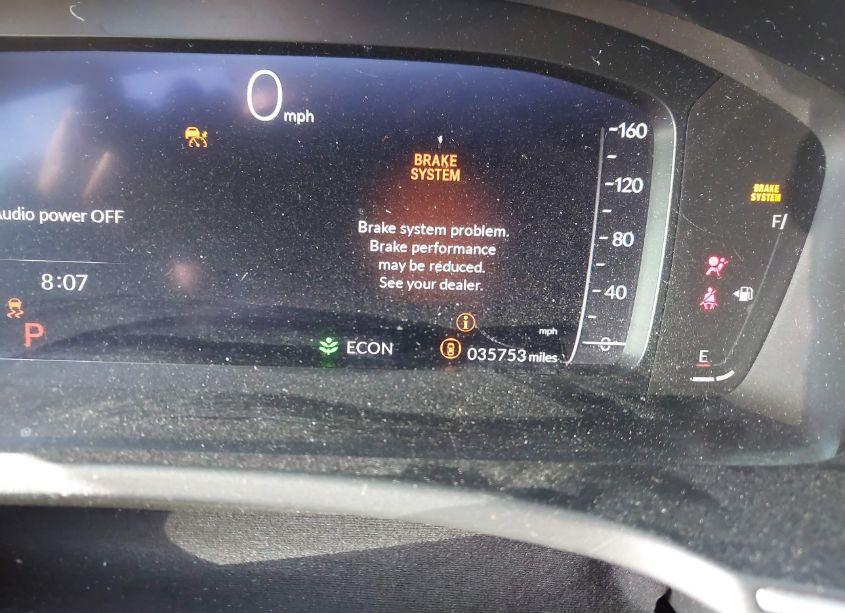 0 mph
160
BRAKE
SYSTEM
120
BRAKE
SYSTEM
Audio power OFF
F
Brake system problem.
Brake performance
may be reduced.
See your dealer.
80
8:07
40
P
i
mph
ECON
035753 miles
0
E